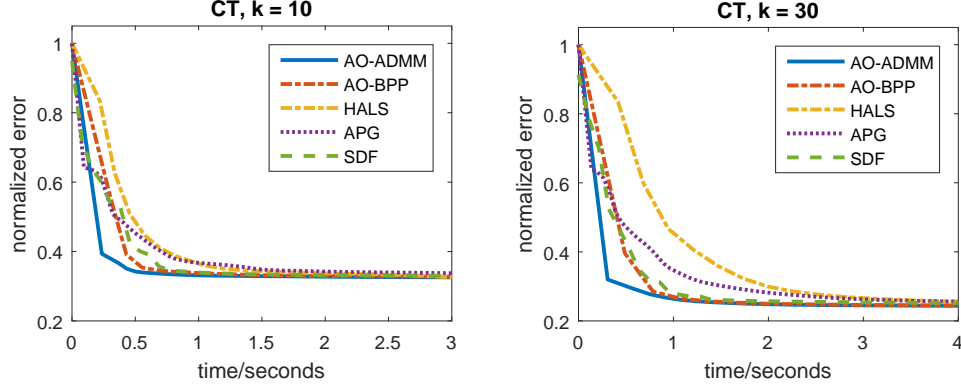 CT, k = 10
normalized error
1
0.8
0.6
0.4
0.2
AO-ADMM
AO-BPP
HALS
APG
SDF
0 0.5 1 1.5 2 2.5 3
time/seconds
CT, k = 30
normalized error
1
0.8
0.6
0.4
0.2
AO-ADMM
AO-BPP
HALS
APG
SDF
0 1 2 3 4
time/seconds